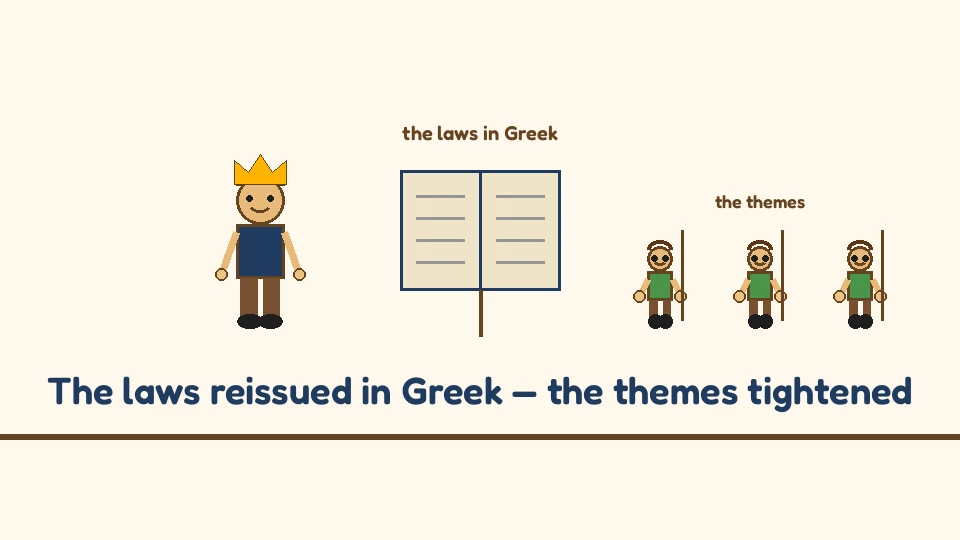 the laws in Greek
the themes
The laws reissued in Greek — the themes tightened